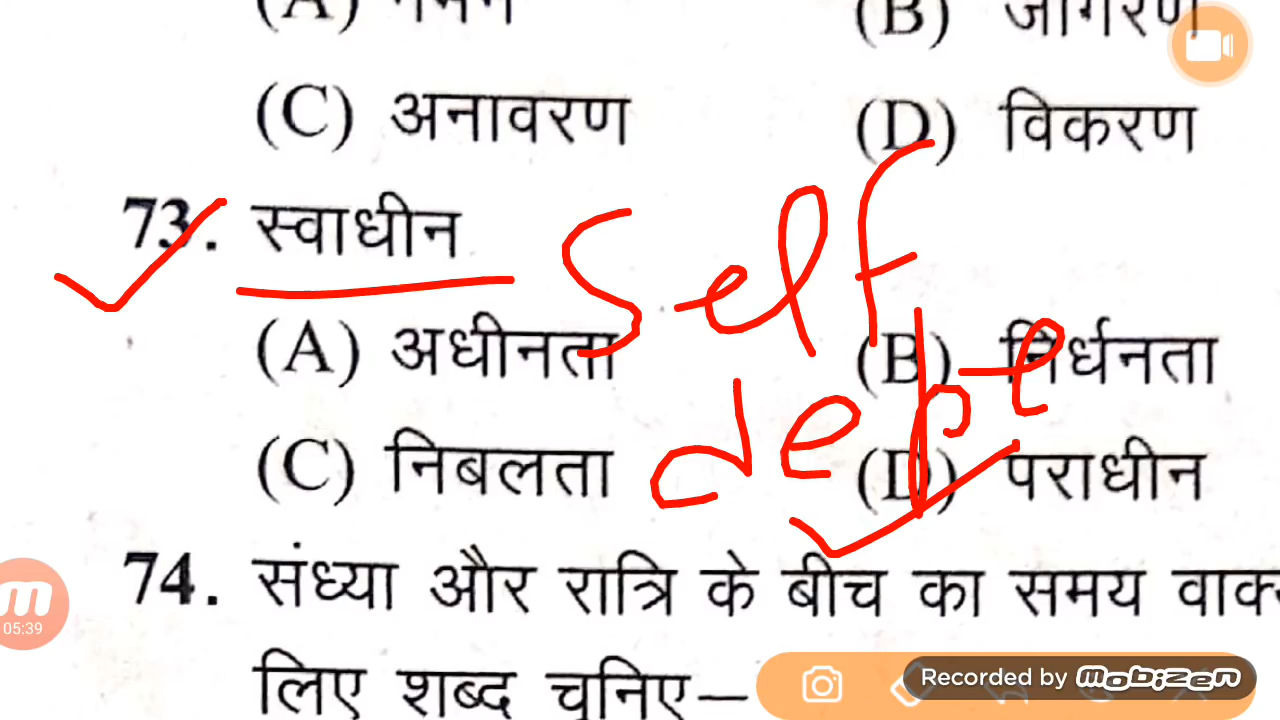 (C) अनावरण (D) विकरण
73. स्वाधीन self
(A) अधीनता (B) निर्धनता
depe
(C) निबलता (D) पराधीन
74. संध्या और रात्रि के बीच का समय
लिए शब्द चुनिए—
05:39
Recorded by MOBIZEN